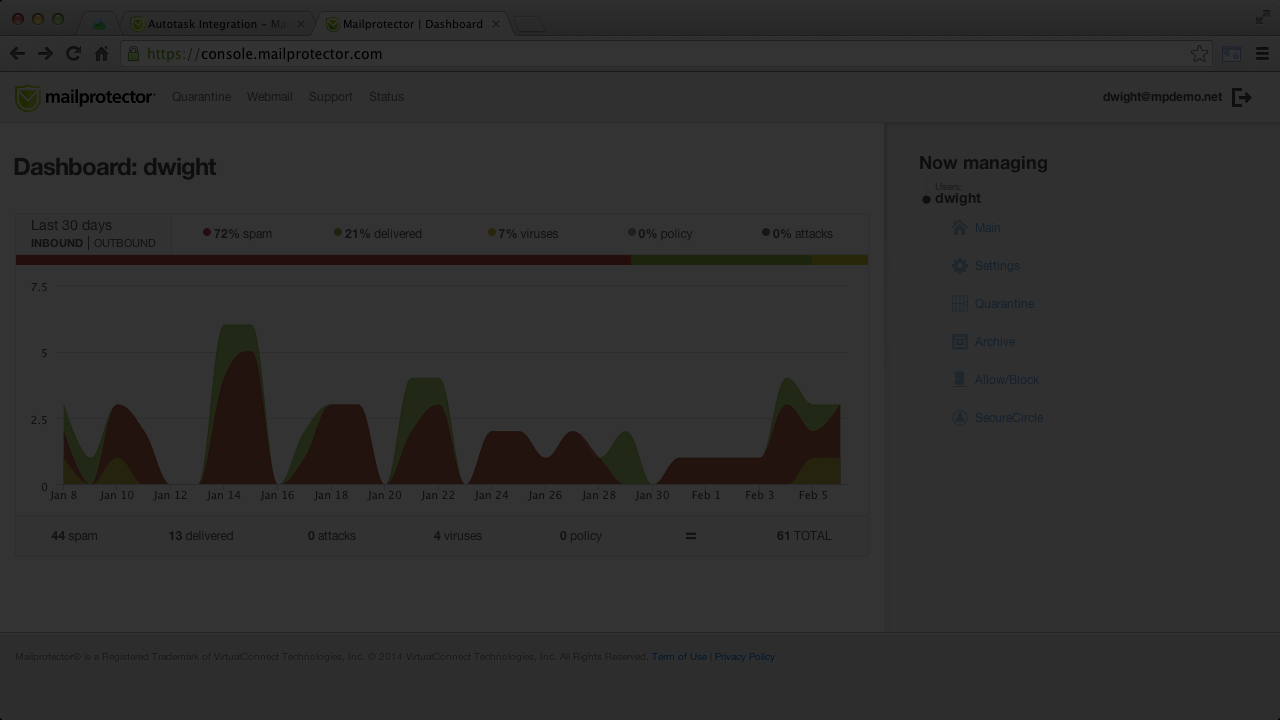 Autotask Integration – Ma
Mailprotector | Dashboard
https://console.mailprotector.com
mailprotector
Quarantine Webmail Support Status
dwight@mpdemo.net
Dashboard: dwight
Last 30 days
INBOUND | OUTBOUND
72% spam
21% delivered
7% viruses
0% policy
0% attacks
7.5
5
2.5
0
Jan 8 Jan 10 Jan 12 Jan 14 Jan 16 Jan 18 Jan 20 Jan 22 Jan 24 Jan 26 Jan 28 Jan 30 Feb 1 Feb 3 Feb 5
44 spam 13 delivered 0 attacks 4 viruses 0 policy = 61 TOTAL
Now managing
Users:
dwight
Main
Settings
Quarantine
Archive
Allow/Block
SecureCircle
Mailprotector® is a Registered Trademark of VirtualConnect Technologies, Inc. © 2014 VirtualConnect Technologies, Inc. All Rights Reserved. Term of Use | Privacy Policy